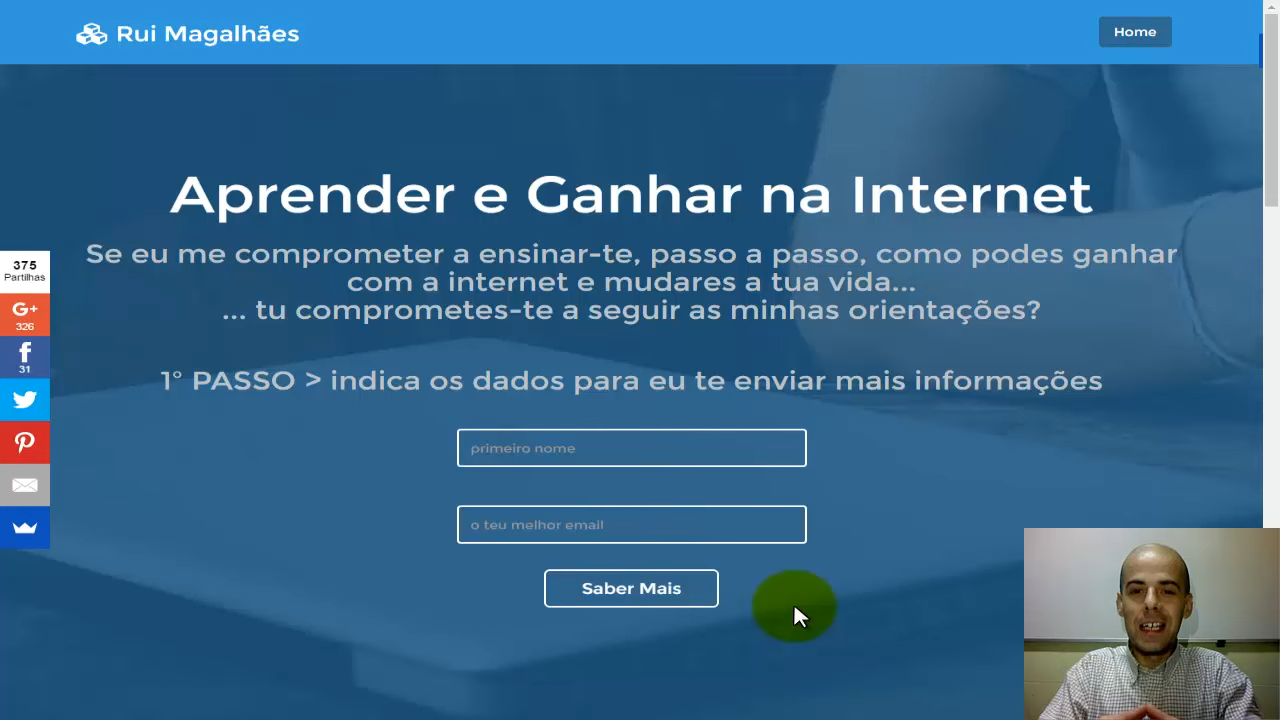 Rui Magalhães
Home
Aprender e Ganhar na Internet
Se eu me comprometer a ensinar-te, passo a passo, como podes ganhar
com a internet e mudares a tua vida...
... tu comprometes-te a seguir as minhas orientações?
1º PASSO > indica os dados para eu te enviar mais informações
primeiro nome
o teu melhor email
Saber Mais
375
Partilhas
G+
326
31